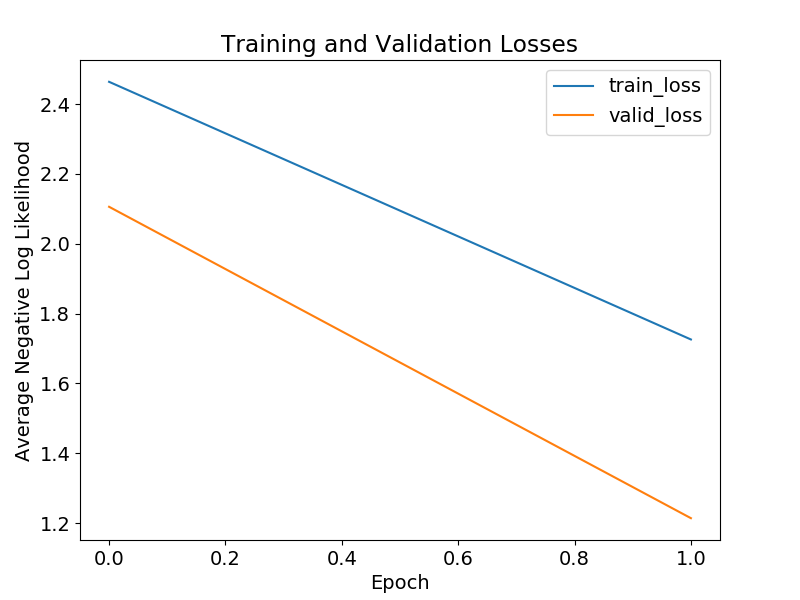 Training and Validation Losses
train_loss
valid_loss
Average Negative Log Likelihood
2.4
2.2
2.0
1.8
1.6
1.4
1.2
0.0 0.2 0.4 0.6 0.8 1.0
Epoch